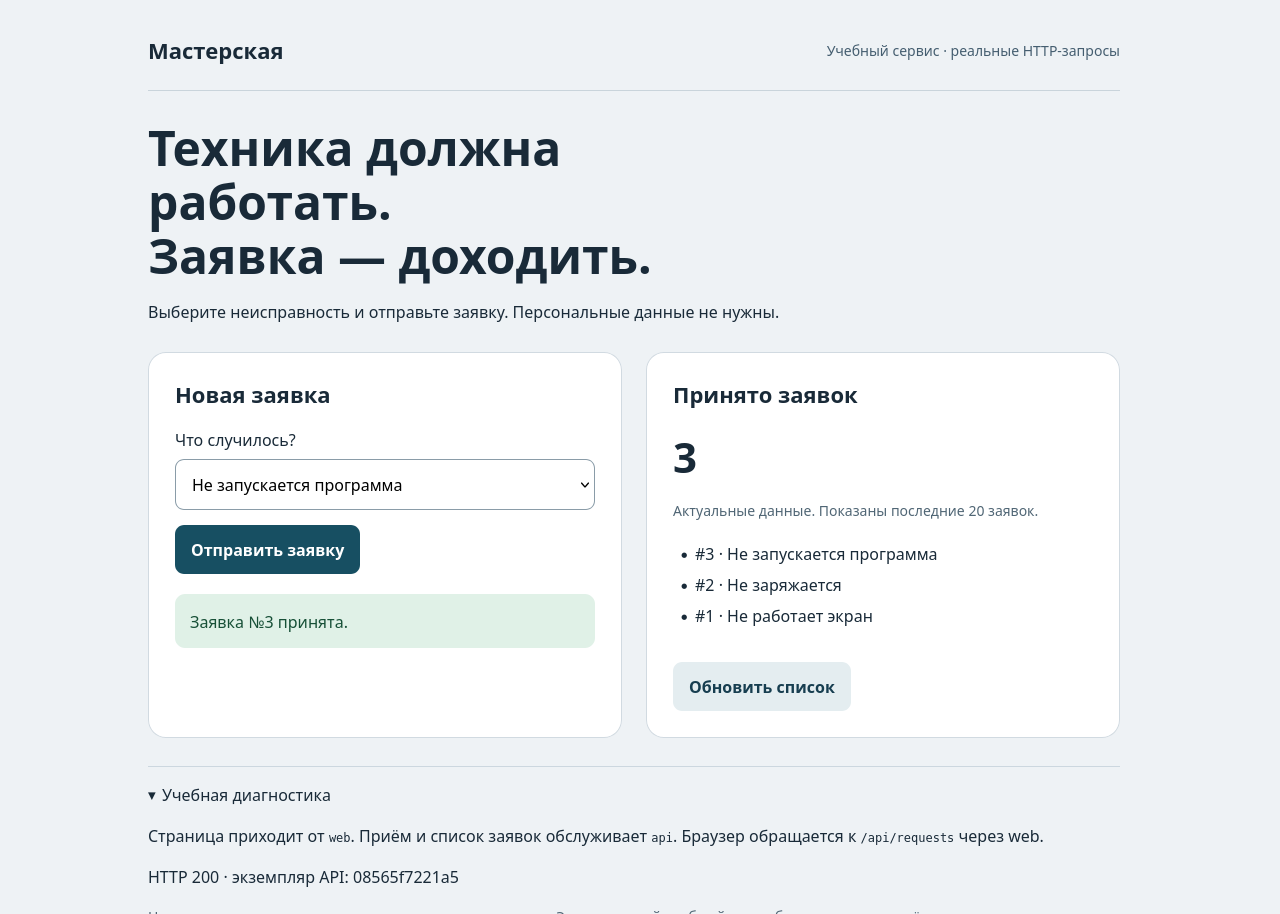 Мастерская
Учебный сервис · реальные HTTP-запросы
Техника должна
работать.
Заявка — доходить.
Выберите неисправность и отправьте заявку. Персональные данные не нужны.
Новая заявка
Что случилось?
Не запускается программа
Отправить заявку
Заявка №3 принята.
Принято заявок
3
Актуальные данные. Показаны последние 20 заявок.
• #3 · Не запускается программа
• #2 · Не заряжается
• #1 · Не работает экран
Обновить список
▾ Учебная диагностика
Страница приходит от web. Приём и список заявок обслуживает api. Браузер обращается к /api/requests через web.
HTTP 200 · экземпляр API: 08565f7221a5